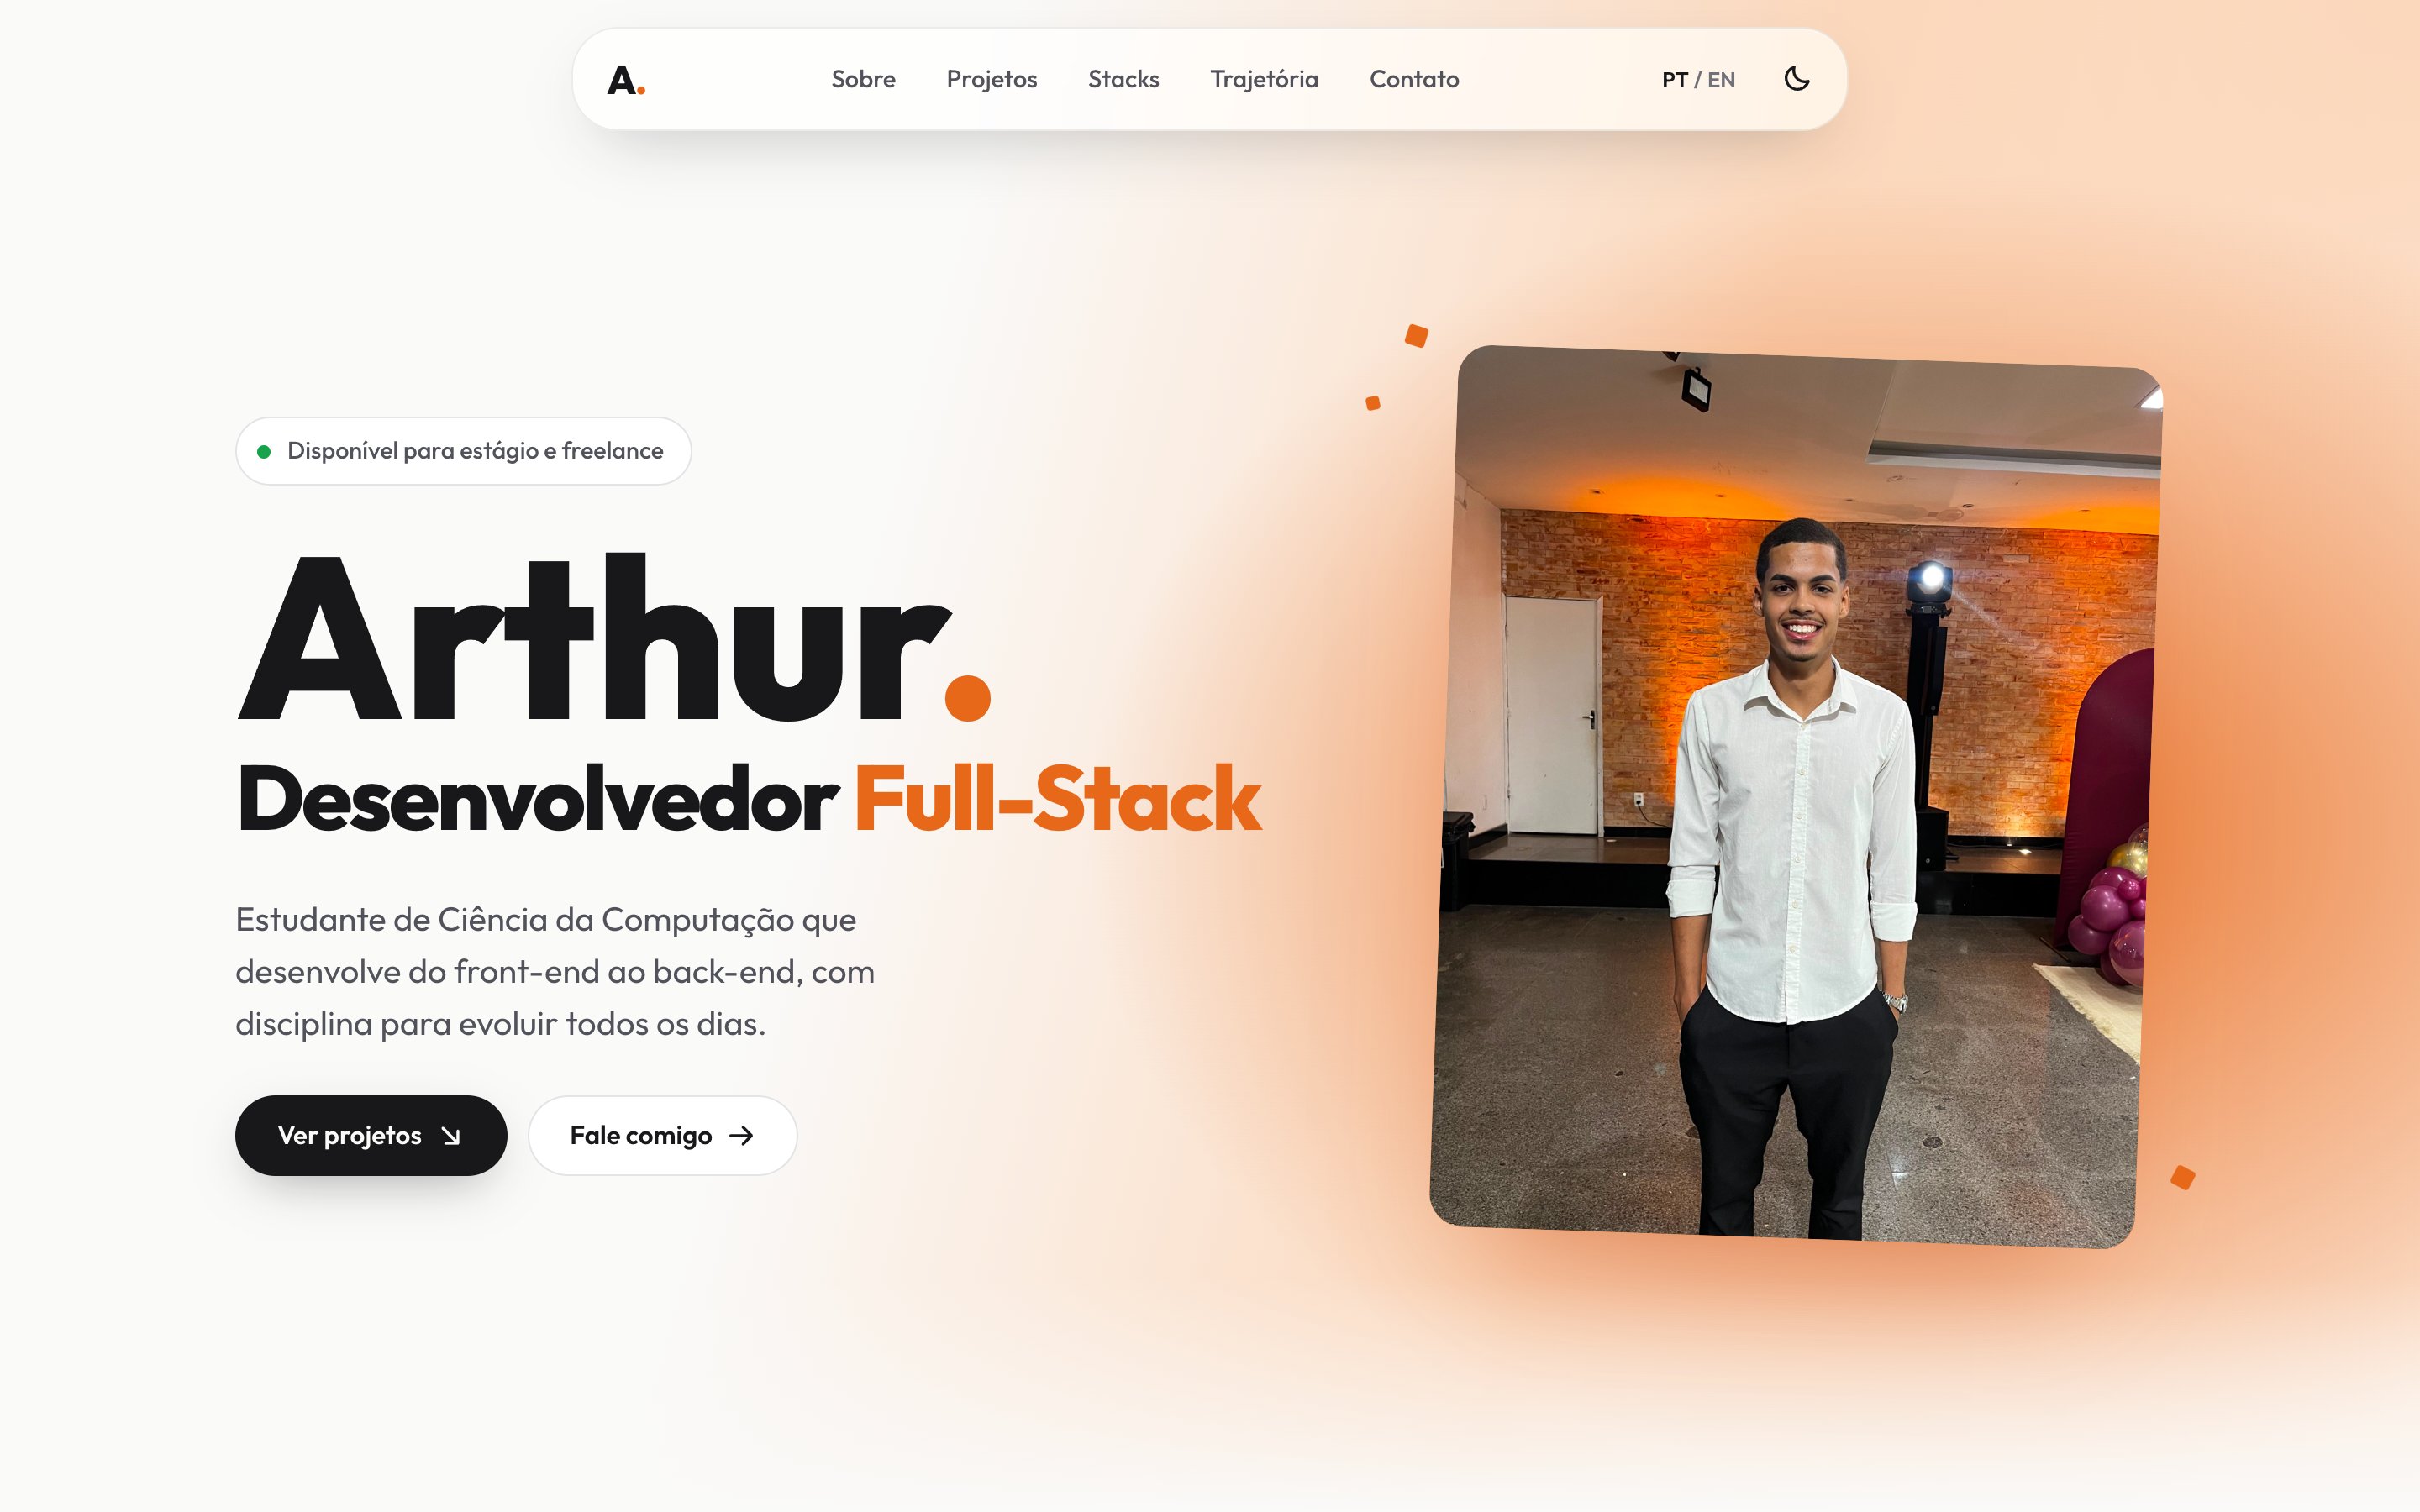 A.
Sobre Projetos Stacks Trajetória Contato
PT / EN
Disponível para estágio e freelance
Arthur.
Desenvolvedor Full-Stack
Estudante de Ciência da Computação que
desenvolve do front-end ao back-end, com
disciplina para evoluir todos os dias.
Ver projetos
Fale comigo